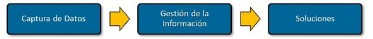 Captura de Datos
Gestión de la
Información
Soluciones